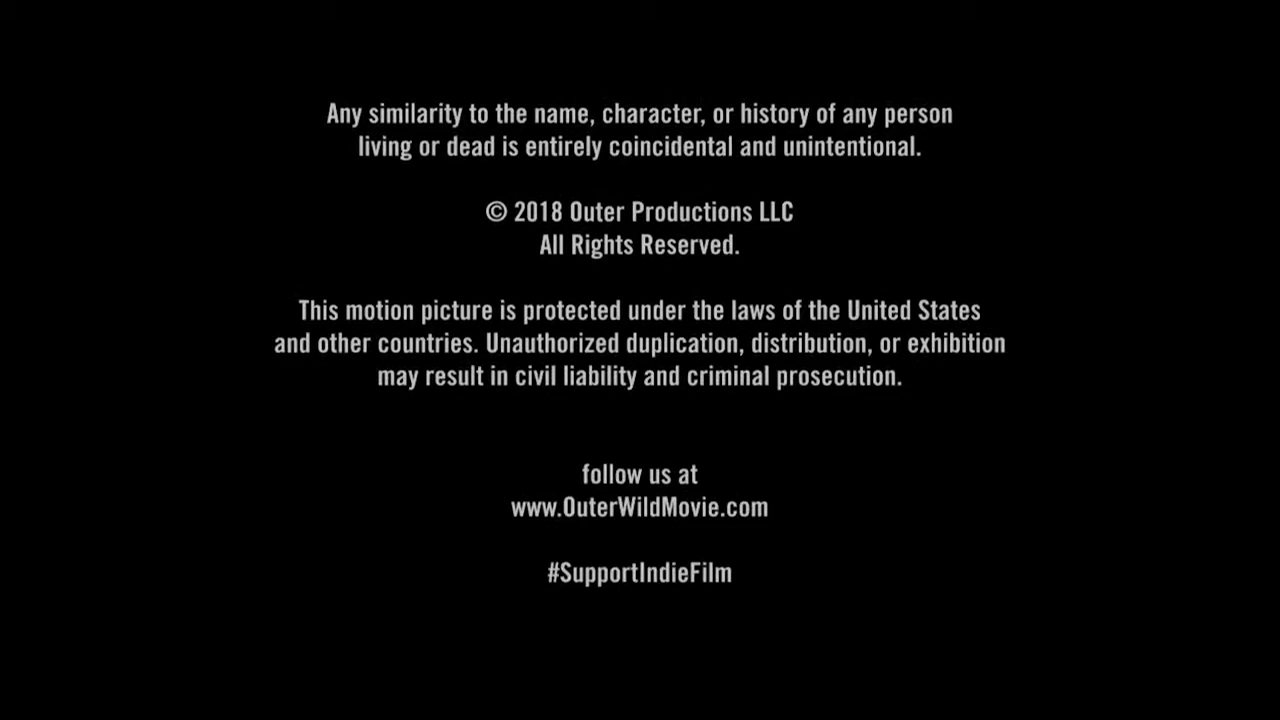 Any similarity to the name, character, or history of any person
living or dead is entirely coincidental and unintentional.
© 2018 Outer Productions LLC
All Rights Reserved.
This motion picture is protected under the laws of the United States
and other countries. Unauthorized duplication, distribution, or exhibition
may result in civil liability and criminal prosecution.
follow us at
www.OuterWildMovie.com
#SupportIndieFilm